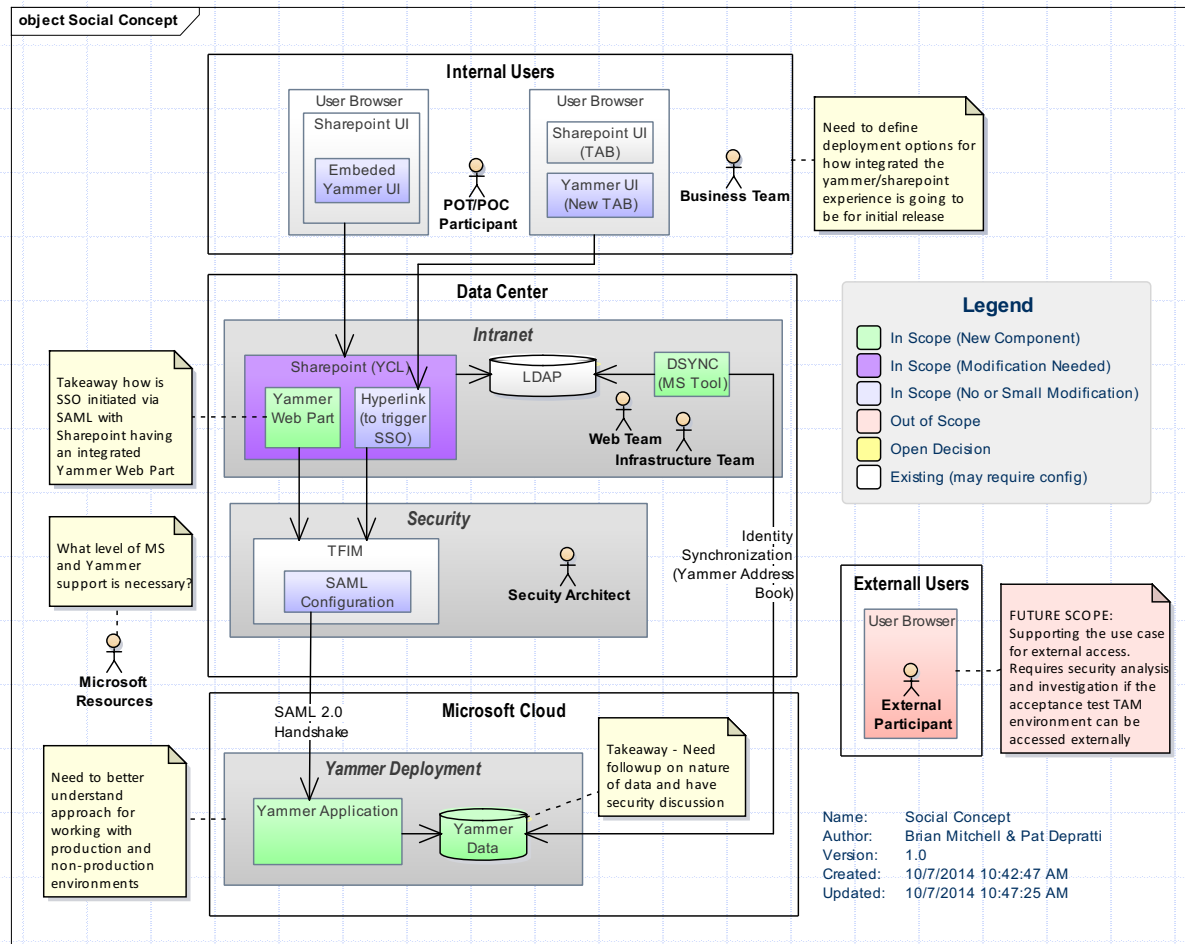 object Social Concept
Internal Users
User Browser
Sharepoint UI
Embeded
Yammer UI
POT/POC
Participant
User Browser
Sharepoint UI
(TAB)
Yammer UI
(New TAB)
Business Team
Need to define
deployment options for
how integrated the
yammer/sharepoint
experience is going to
be for initial release
Data Center
Intranet
Sharepoint (YCL)
Yammer
Web Part
Hyperlink
(to trigger
SSO)
LDAP
DSYNC
(MS Tool)
Web Team
Infrastructure Team
Takeaway how is
SSO initiated via
SAML with
Sharepoint having
an integrated
Yammer Web Part
Legend
In Scope (New Component)
In Scope (Modification Needed)
In Scope (No or Small Modification)
Out of Scope
Open Decision
Existing (may require config)
Security
TFIM
SAML
Configuration
Secuity Architect
Identity
Synchronization
(Yammer Address
Book)
What level of MS
and Yammer
support is necessary?
Microsoft
Resources
Externall Users
User Browser
External
Participant
FUTURE SCOPE:
Supporting the use case
for external access.
Requires security analysis
and investigation if the
acceptance test TAM
environment can be
accessed externally
SAML 2.0
Handshake
Microsoft Cloud
Yammer Deployment
Yammer Application
Yammer
Data
Takeaway - Need
followup on nature
of data and have
security discussion
Need to better
understand
approach for
working with
production and
non-production
environments
Name: Social Concept
Author: Brian Mitchell & Pat Depratti
Version: 1.0
Created: 10/7/2014 10:42:47 AM
Updated: 10/7/2014 10:47:25 AM